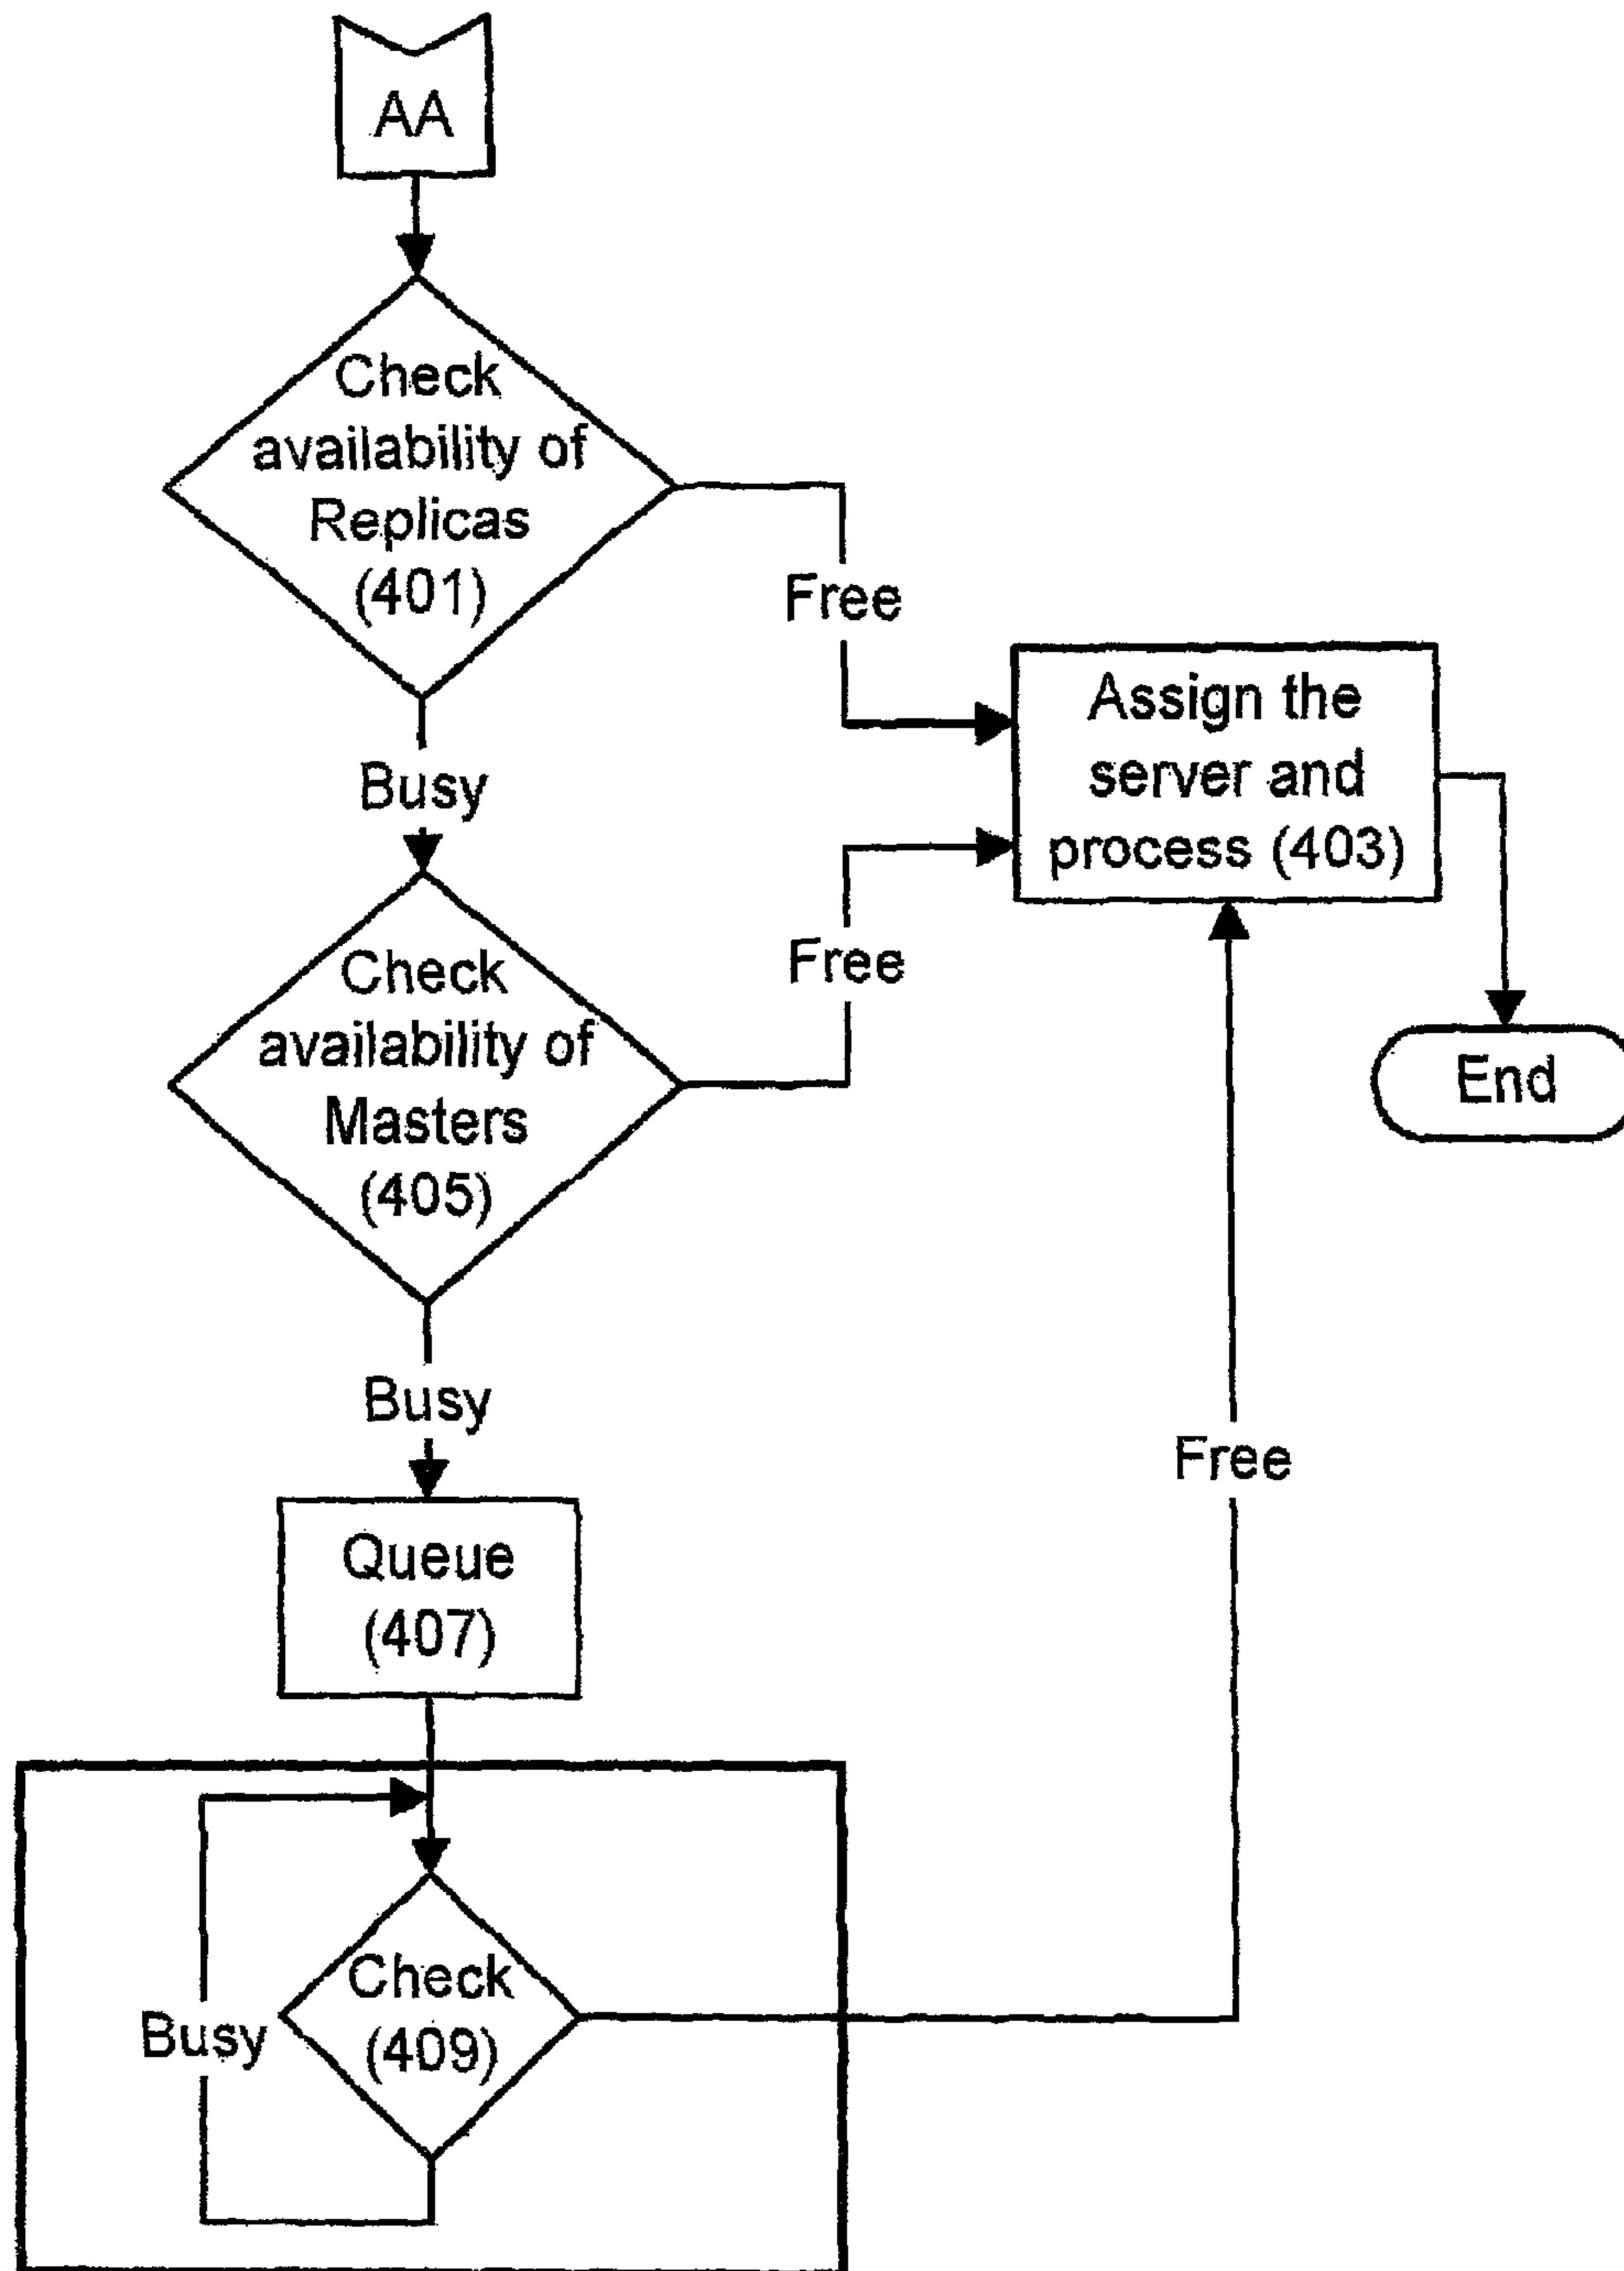 AA
Check
availability of
Replicas
(401)
Free
Busy
Assign the
server and
process (403)
Check
availability of
Masters
(405)
Free
End
Busy
Free
Queue
(407)
Check
(409)
Busy